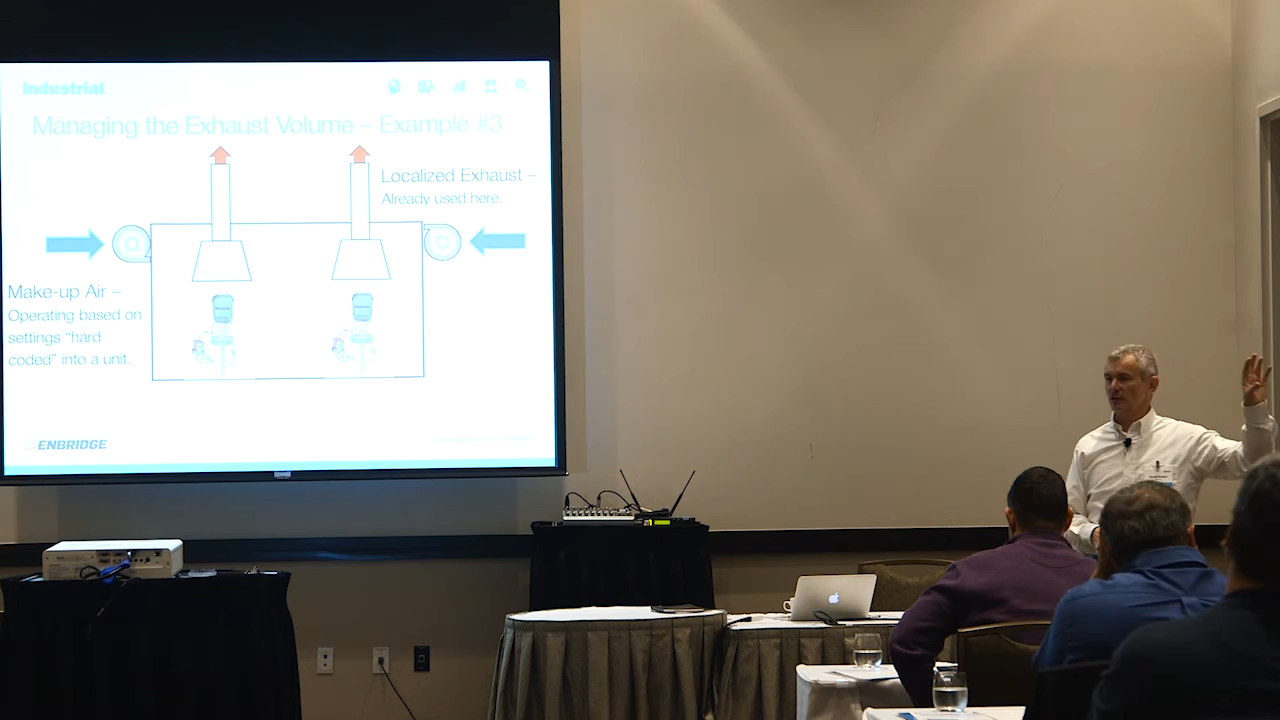 Industrial
Managing the Exhaust Volume – Example #3
Localized Exhaust –
Already used here.
Make-up Air –
Operating based on
settings "hard
coded" into a unit.
ENBRIDGE